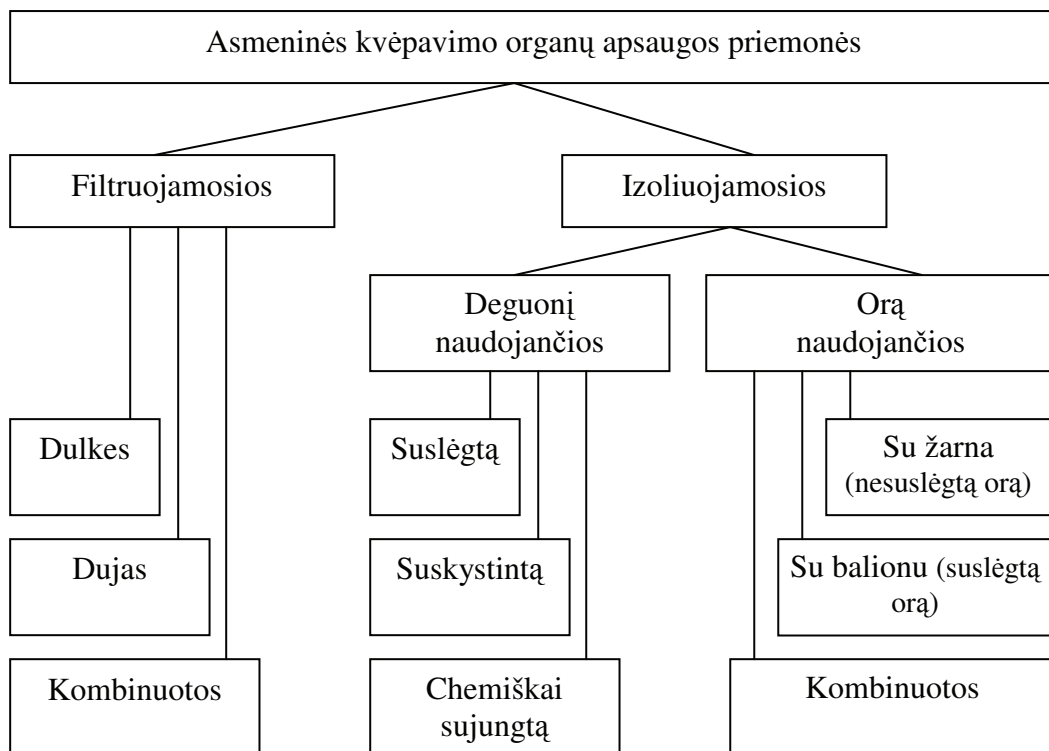 Asmeninės kvėpavimo organų apsaugos priemonės
Filtruojamosios
Izoliuojamosios
Deguonį
naudojančios
Orą
naudojančios
Dulkes
Suslėgtą
Su žarna
(nesuslėgtą orą)
Dujas
Suskystintą
Su balionu (suslėgtą
orą)
Kombinuotos
Chemiškai
sujungtą
Kombinuotos